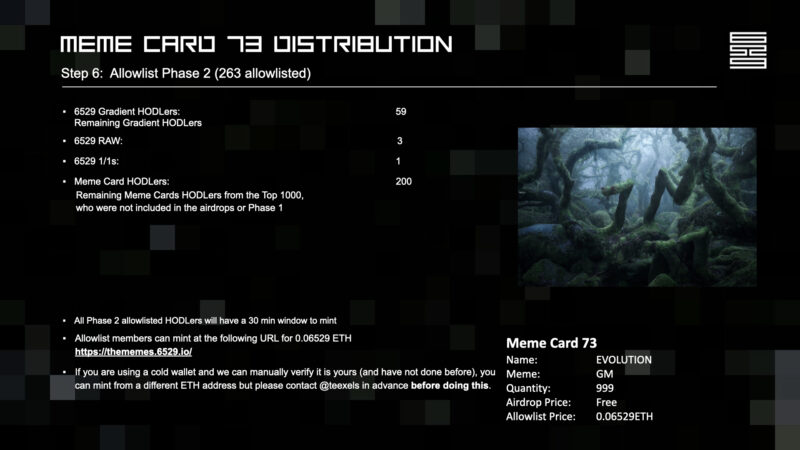 MEME CARD 73 DISTRIBUTION
Step 6:  Allowlist Phase 2 (263 allowlisted)
• 6529 Gradient HODLers: 59
Remaining Gradient HODLers
• 6529 RAW: 3
• 6529 1/1s: 1
• Meme Card HODLers: 200
Remaining Meme Cards HODLers from the Top 1000,
who were not included in the airdrops or Phase 1
• All Phase 2 allowlisted HODLers will have a 30 min window to mint
• Allowlist members can mint at the following URL for 0.06529 ETH
https://thememes.6529.io/
• If you are using a cold wallet and we can manually verify it is yours (and have not done before), you
can mint from a different ETH address but please contact @teexels in advance before doing this.
Meme Card 73
Name: EVOLUTION
Meme: GM
Quantity: 999
Airdrop Price: Free
Allowlist Price: 0.06529ETH